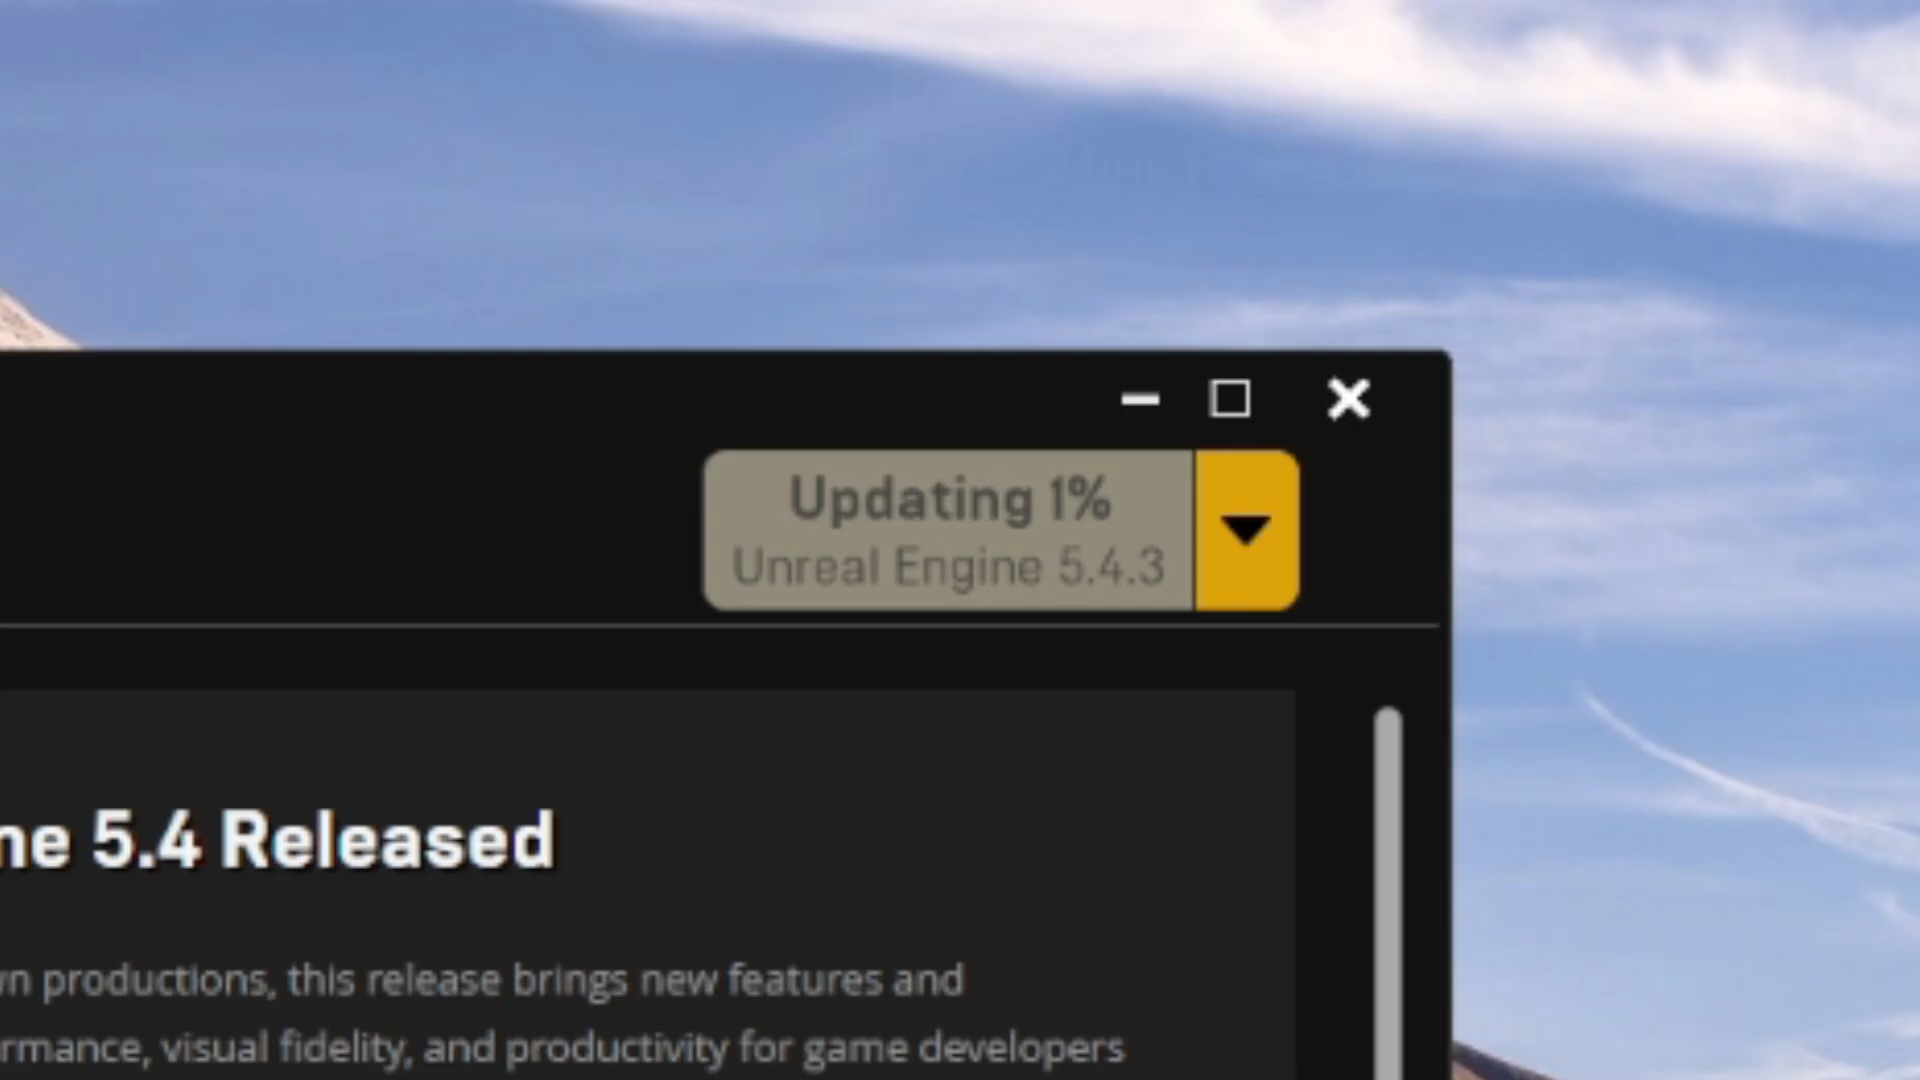 Updating 1%
Unreal Engine 5.4.3
ne 5.4 Released
wn productions, this release brings new features and
rmance, visual fidelity, and productivity for game developers